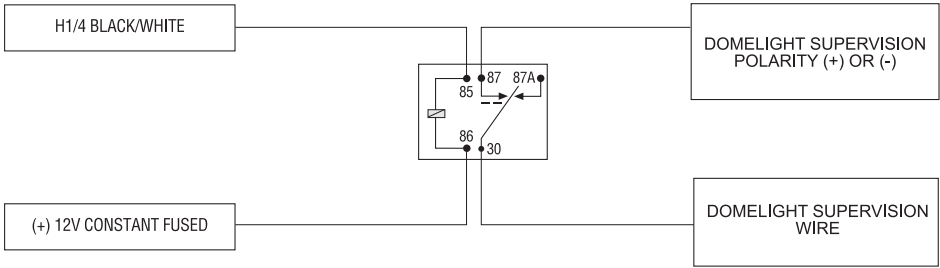 H1/4 BLACK/WHITE
DOMELIGHT SUPERVISION
POLARITY (+) OR (-)
87 87A
85
86
30
(+) 12V CONSTANT FUSED
DOMELIGHT SUPERVISION
WIRE